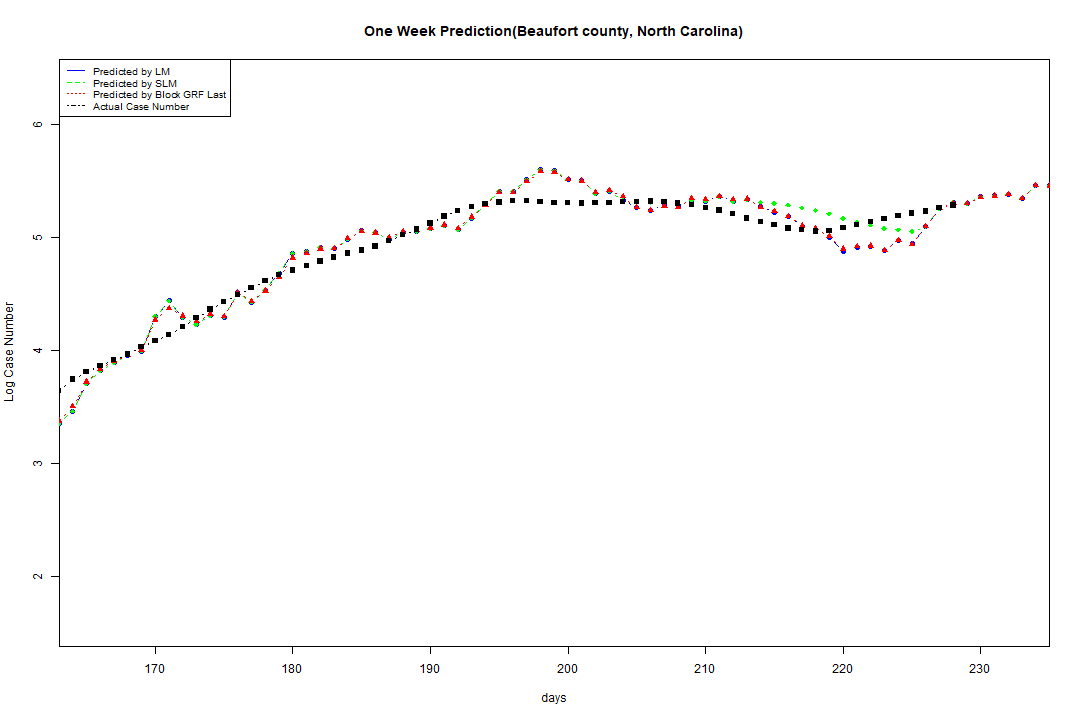 One Week Prediction(Beaufort county, North Carolina)
Predicted by LM
Predicted by SLM
Predicted by Block GRF Last
Actual Case Number
6
5
4
3
2
Log Case Number
170 180 190 200 210 220 230
days